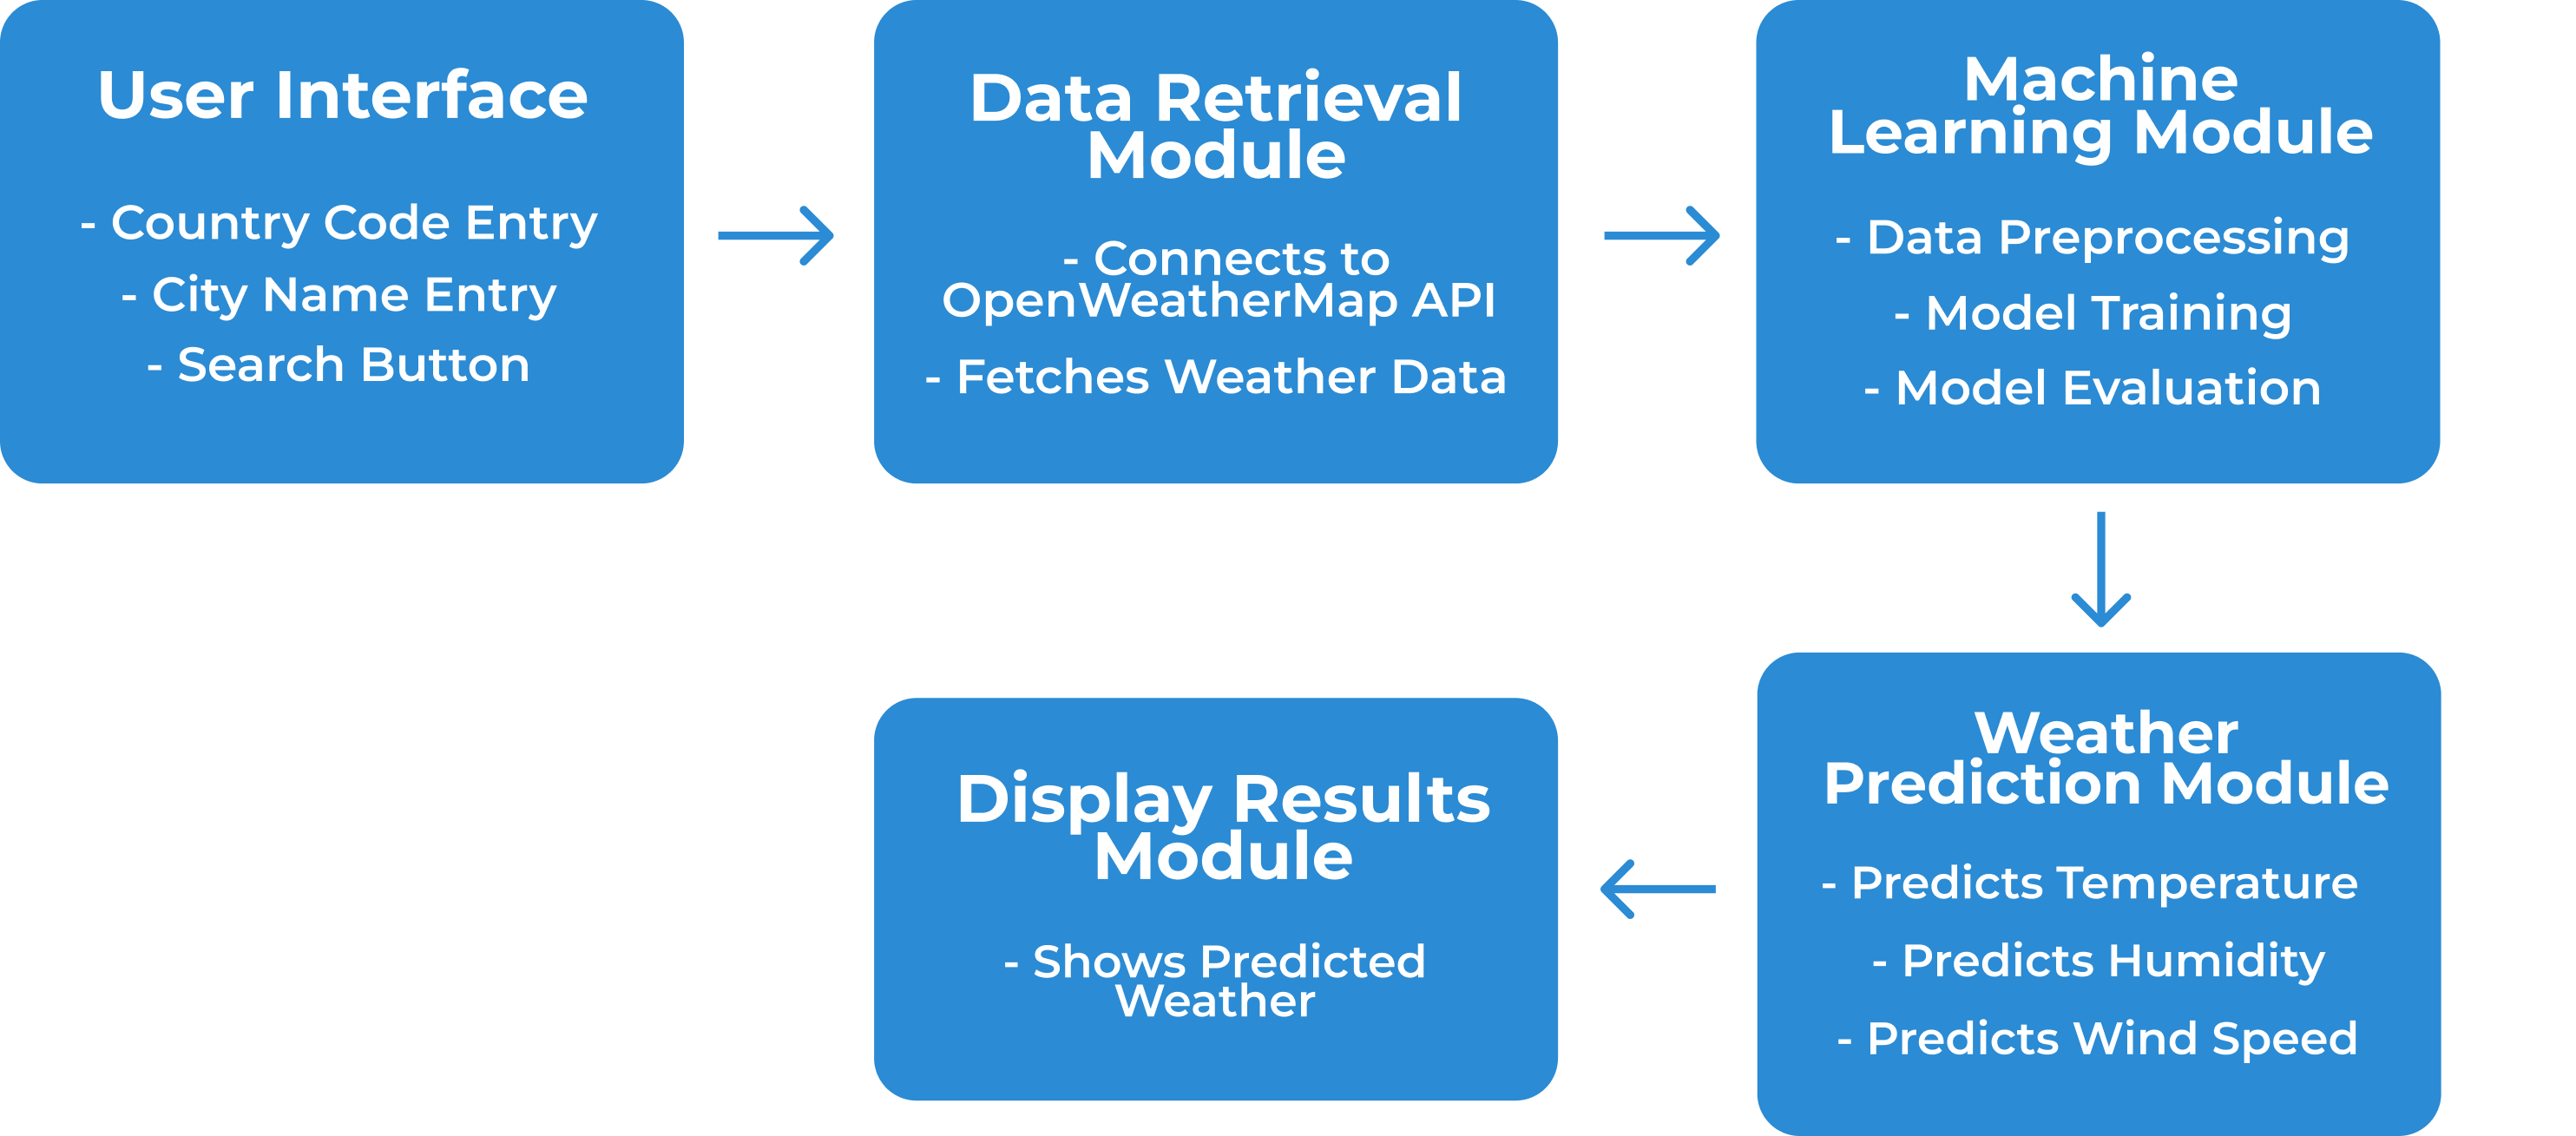 User Interface
- Country Code Entry
- City Name Entry
- Search Button
Data Retrieval
Module
- Connects to
OpenWeatherMap API
- Fetches Weather Data
Machine
Learning Module
- Data Preprocessing
- Model Training
- Model Evaluation
Weather
Prediction Module
- Predicts Temperature
- Predicts Humidity
- Predicts Wind Speed
Display Results
Module
- Shows Predicted
Weather